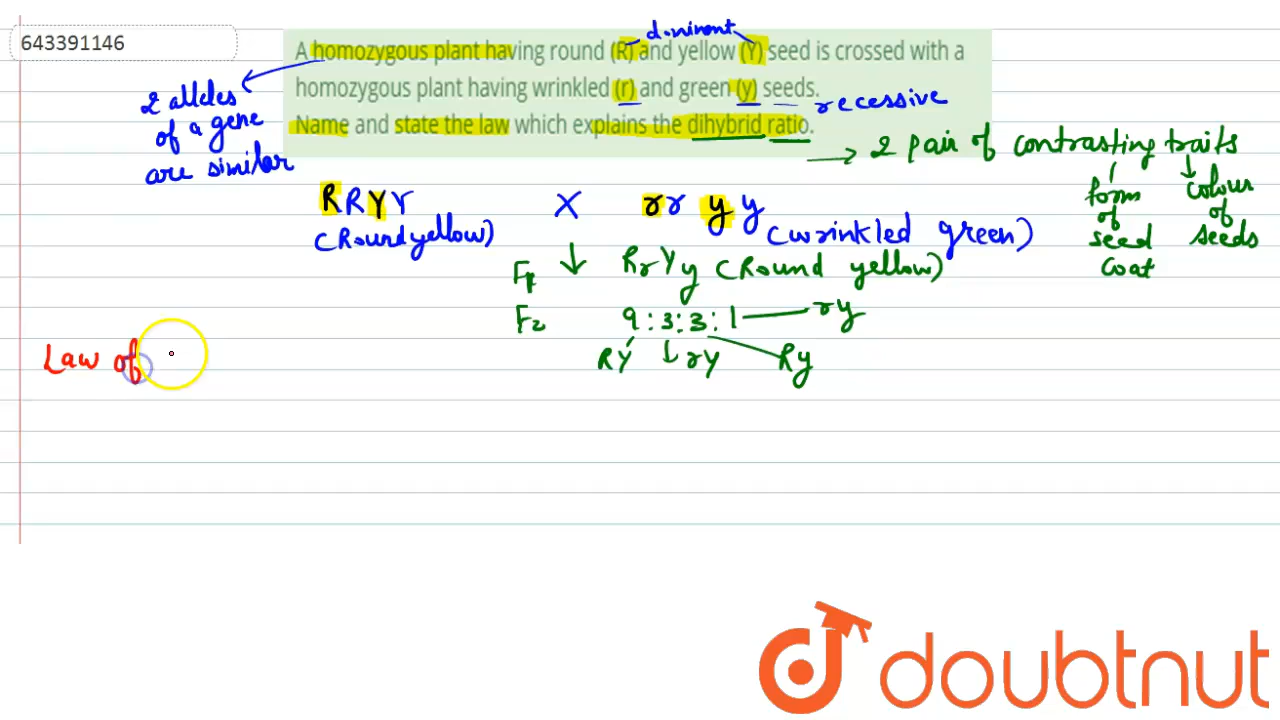 643391146
dominant
A homozygous plant having round (R) and yellow (Y) seed is crossed with a
homozygous plant having wrinkled (r) and green (y) seeds.
recessive
Name and state the law which explains the dihybrid ratio.
2 alleles
of a gene
are similar
→ 2 pair of contrasting traits
form
of
seed
coat
colour
of
seeds
RRYY X rr yy
(Round yellow) (wrinkled green)
F1 ↓ RrYy (Round yellow)
F2 9:3:3:1 — ry
RY ↓ rY Ry
Law of
doubtnut